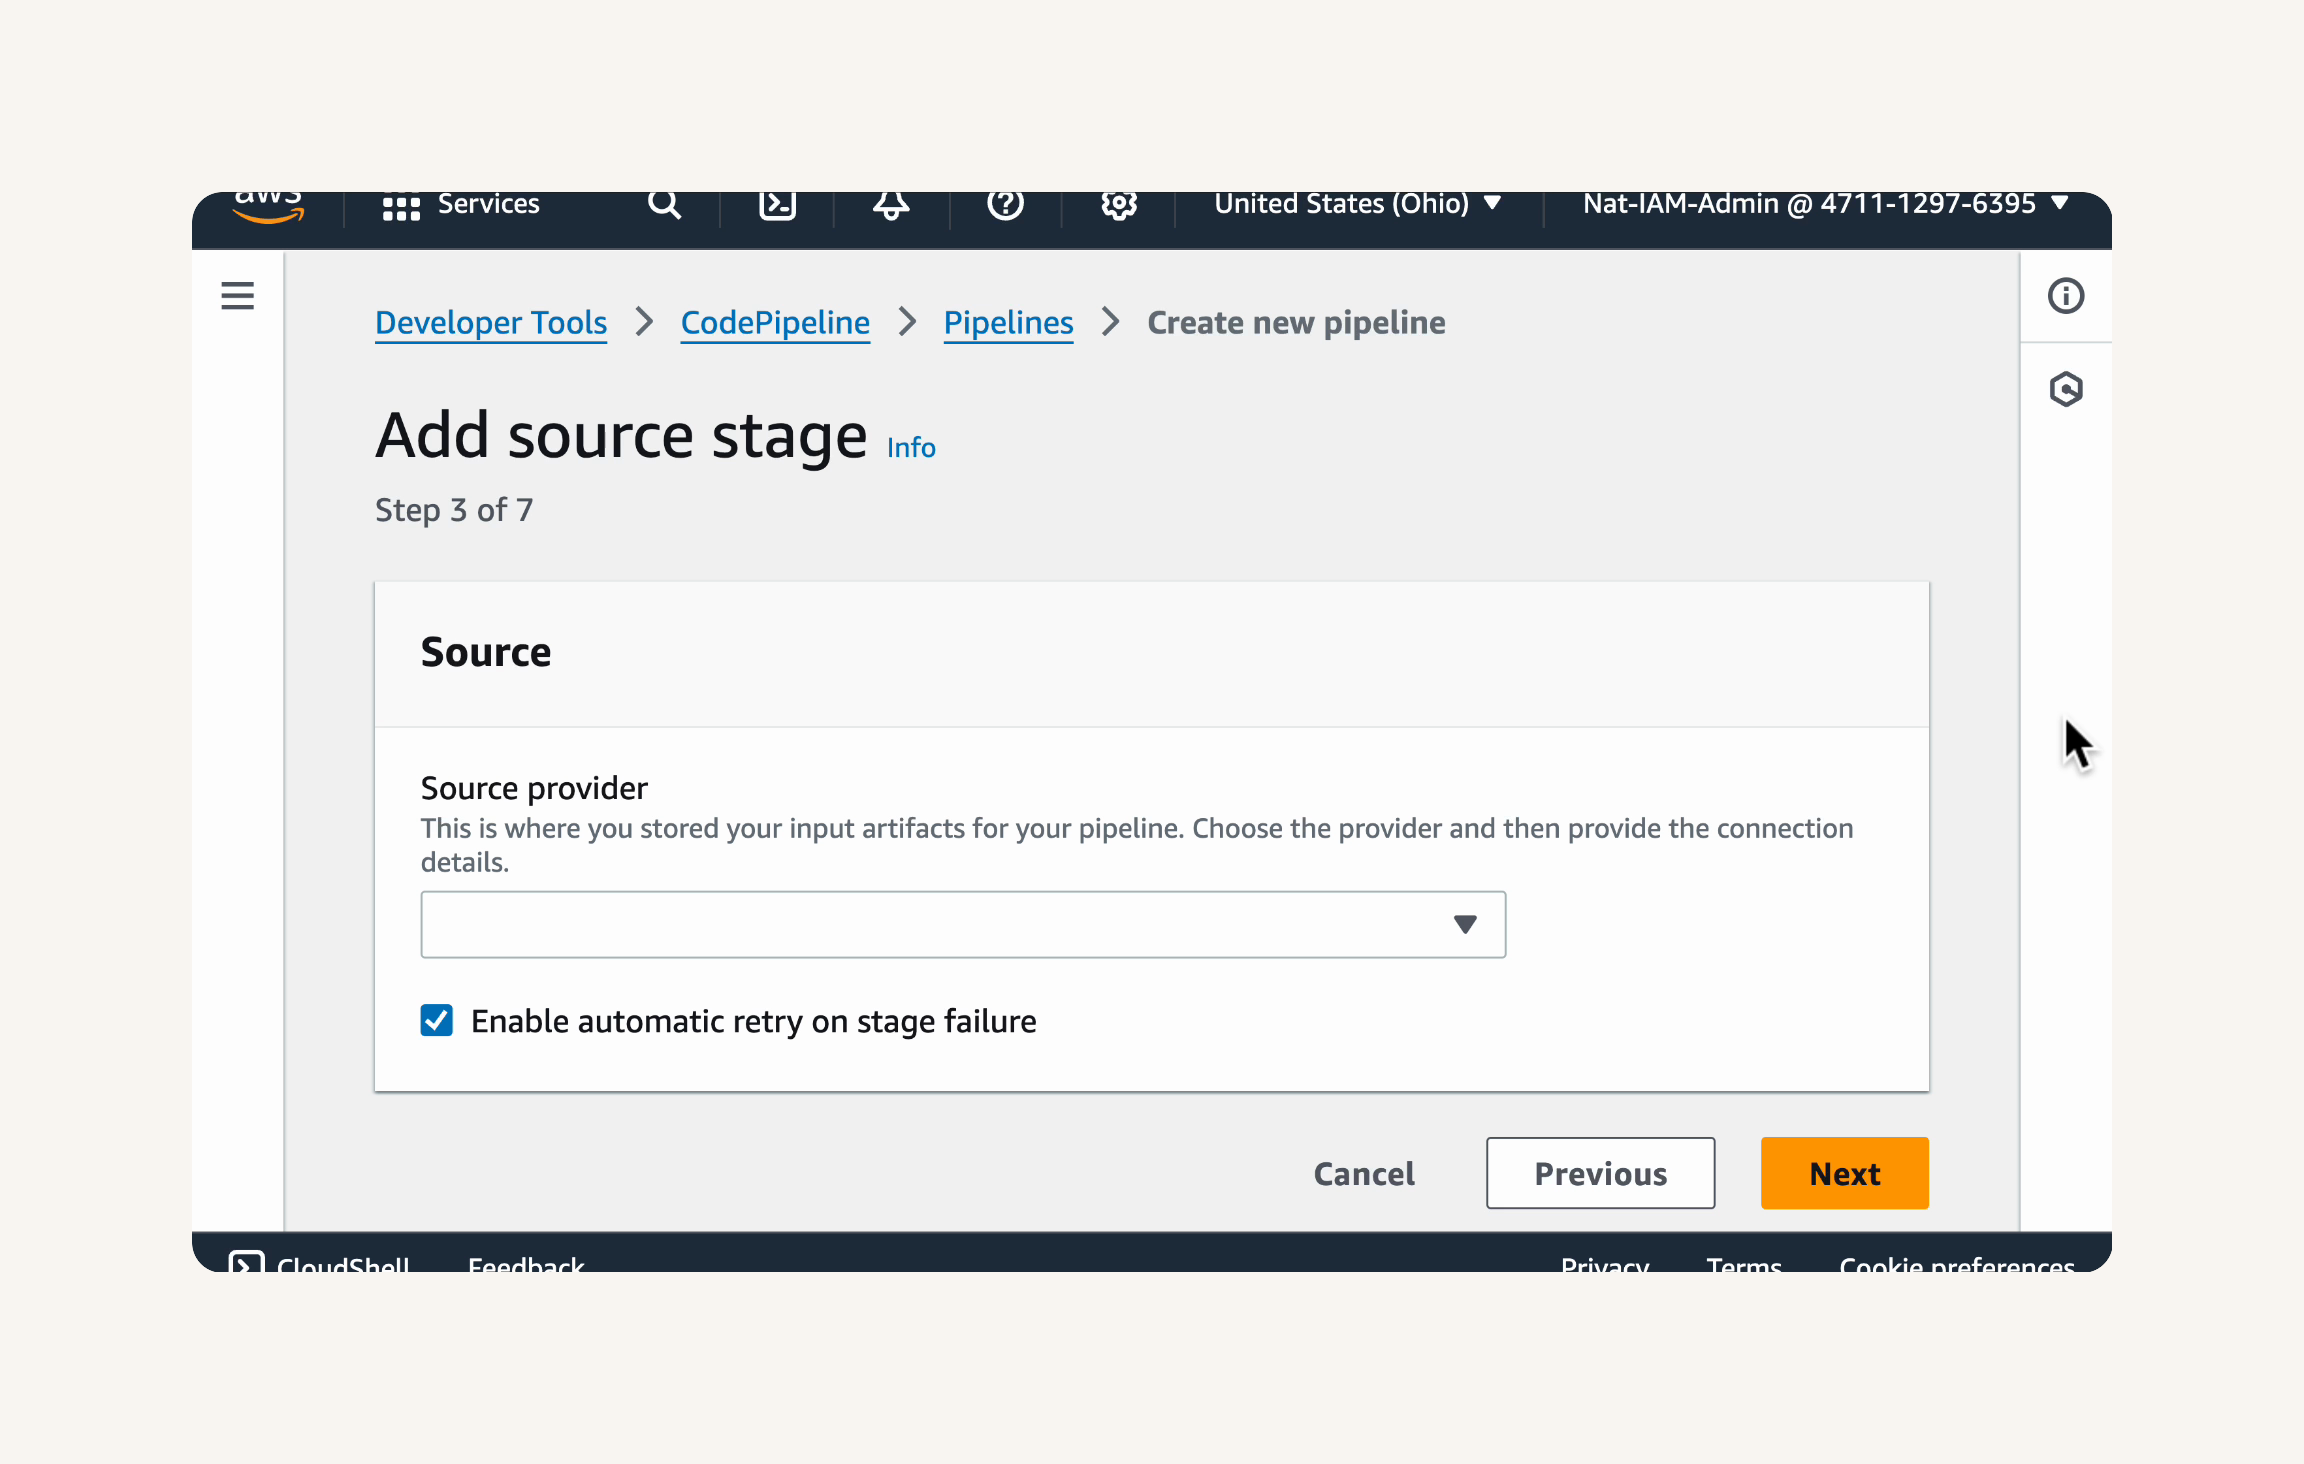 aws Services United States (Ohio) Nat-IAM-Admin @ 4711-1297-6395
Developer Tools CodePipeline Pipelines Create new pipeline
Add source stage Info
Step 3 of 7
Source
Source provider
This is where you stored your input artifacts for your pipeline. Choose the provider and then provide the connection
details.
Enable automatic retry on stage failure
Cancel Previous Next
CloudShell Feedback Privacy Terms Cookie preferences